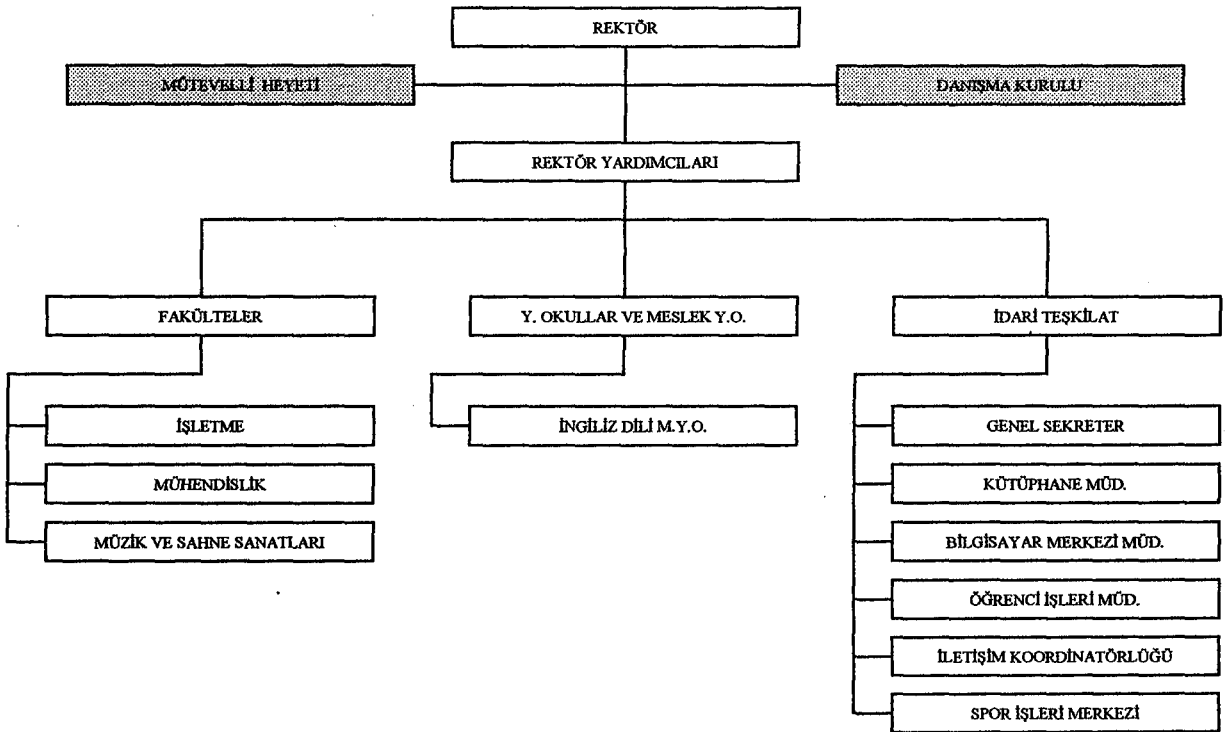 REKTÖR
MÜTEVELLİ HEYETİ
DANIŞMA KURULU
REKTÖR YARDIMCILARI
FAKÜLTELER
Y. OKULLAR VE MESLEK Y.O.
İDARİ TEŞKİLAT
İŞLETME
MÜHENDİSLİK
MÜZİK VE SAHNE SANATLARI
İNGİLİZ DİLİ M.Y.O.
GENEL SEKRETER
KÜTÜPHANE MÜD.
BİLGİSAYAR MERKEZİ MÜD.
ÖĞRENCİ İŞLERİ MÜD.
İLETİŞİM KOORDİNATÖRLÜĞÜ
SPOR İŞLERİ MERKEZİ